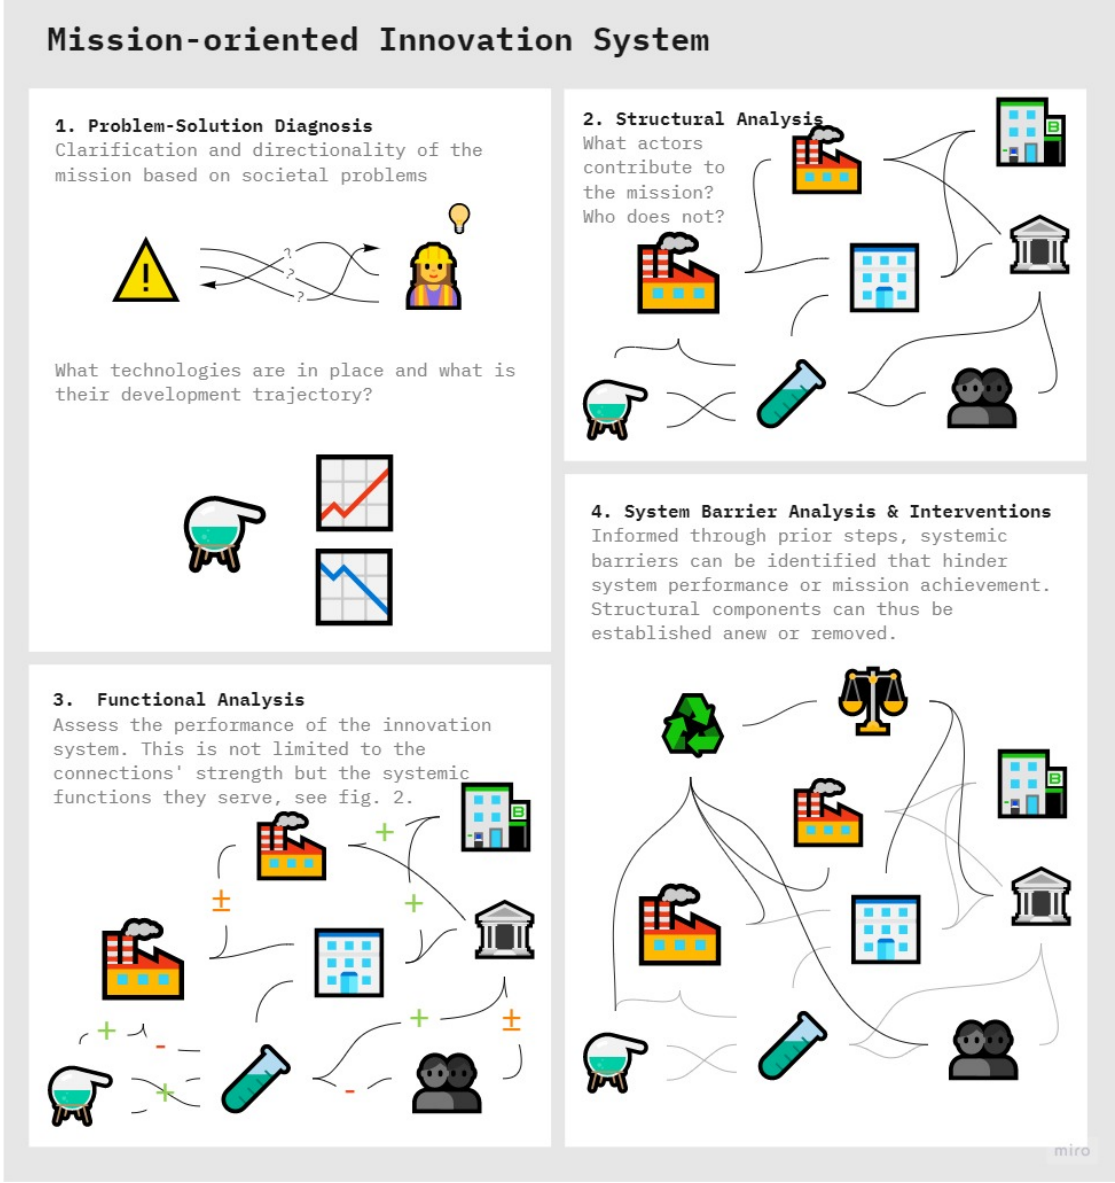 Mission-oriented Innovation System
1. Problem-Solution Diagnosis
Clarification and directionality of the
mission based on societal problems
?
?
?
What technologies are in place and what is
their development trajectory?
2. Structural Analysis
What actors
contribute to
the mission?
Who does not?
B
3.  Functional Analysis
Assess the performance of the innovation
system. This is not limited to the
connections' strength but the systemic
functions they serve, see fig. 2.
B
+
±
+
+
±
+
-
+
-
4. System Barrier Analysis & Interventions
Informed through prior steps, systemic
barriers can be identified that hinder
system performance or mission achievement.
Structural components can thus be
established anew or removed.
B
miro